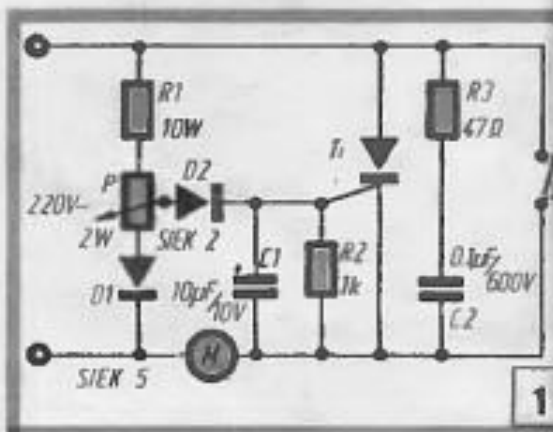 R1
10W
R3
47Ω
T1
P
D2
220V~
2W
SIEK 2
C1
R2
1k
0.1µF/
600V
D1
10µF/
10V
C2
M
SIEK 5
1